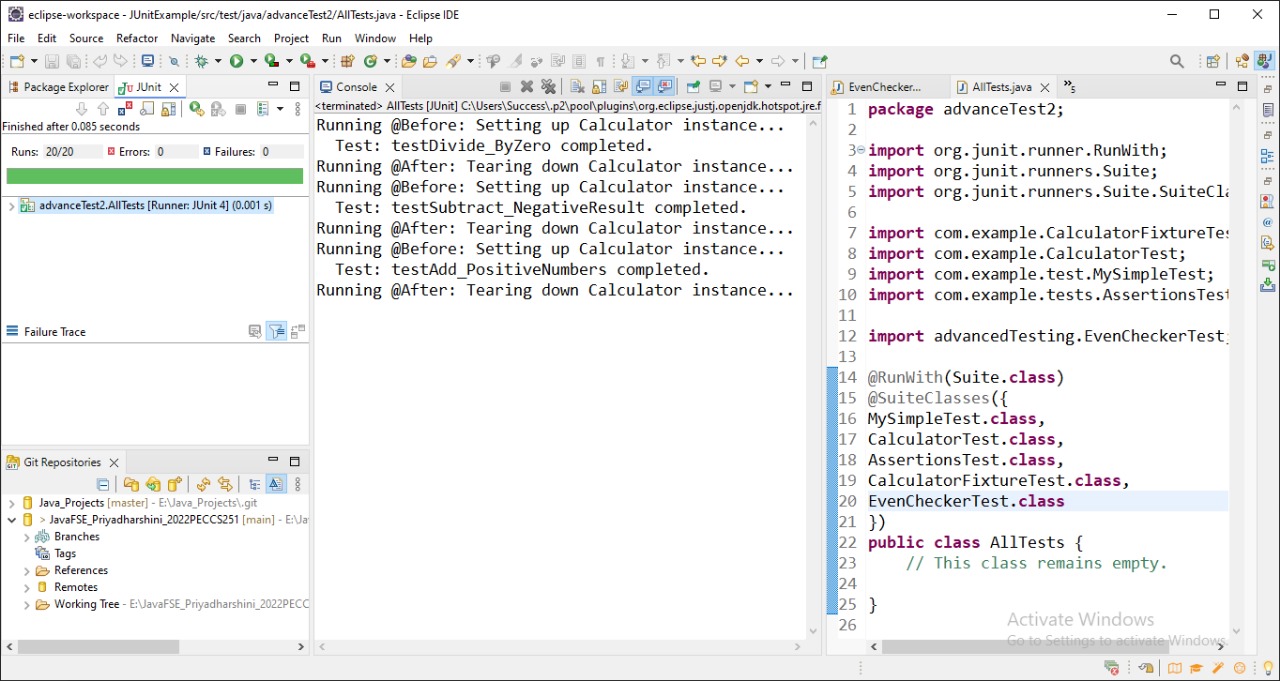 eclipse-workspace - JUnitExample/src/test/java/advanceTest2/AllTests.java - Eclipse IDE
File Edit Source Refactor Navigate Search Project Run Window Help
Package Explorer JUnit
Finished after 0.085 seconds
Runs: 20/20 Errors: 0 Failures: 0
advanceTest2.AllTests [Runner: JUnit 4] (0.001 s)
Failure Trace
Git Repositories
Java_Projects [master] - E:\Java_Projects\.git
> JavaFSE_Priyadharshini_2022PECCS251 [main] - E:\Ja
Branches
Tags
References
Remotes
Working Tree - E:\JavaFSE_Priyadharshini_2022PECC
Console
<terminated> AllTests [JUnit] C:\Users\Success\.p2\pool\plugins\org.eclipse.justj.openjdk.hotspot.jre.f
Running @Before: Setting up Calculator instance...
  Test: testDivide_ByZero completed.
Running @After: Tearing down Calculator instance...
Running @Before: Setting up Calculator instance...
  Test: testSubtract_NegativeResult completed.
Running @After: Tearing down Calculator instance...
Running @Before: Setting up Calculator instance...
  Test: testAdd_PositiveNumbers completed.
Running @After: Tearing down Calculator instance...
EvenChecker... AllTests.java »5
1 package advanceTest2;
2
3 import org.junit.runner.RunWith;
4 import org.junit.runners.Suite;
5 import org.junit.runners.Suite.SuiteCla
6
7 import com.example.CalculatorFixtureTes
8 import com.example.CalculatorTest;
9 import com.example.test.MySimpleTest;
10 import com.example.tests.AssertionsTest
11
12 import advancedTesting.EvenCheckerTest;
13
14 @RunWith(Suite.class)
15 @SuiteClasses({
16 MySimpleTest.class,
17 CalculatorTest.class,
18 AssertionsTest.class,
19 CalculatorFixtureTest.class,
20 EvenCheckerTest.class
21 })
22 public class AllTests {
23     // This class remains empty.
24
25 }
26
Activate Windows
Go to Settings to activate Windows.